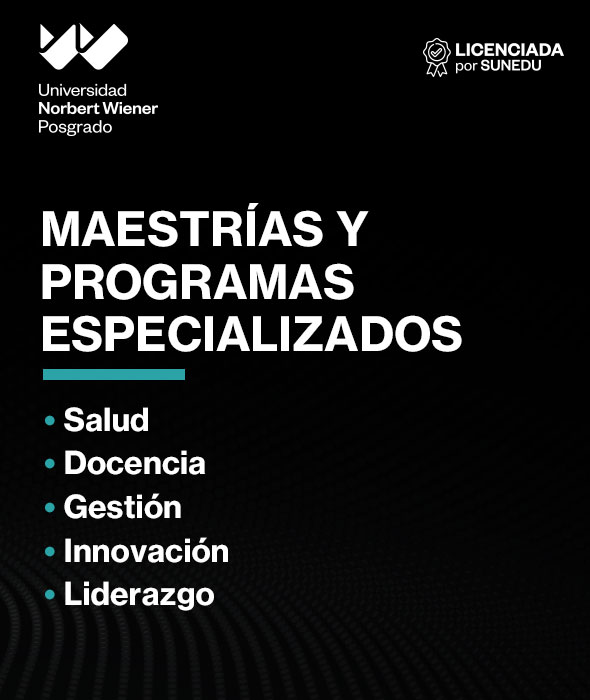 Universidad
Norbert Wiener
Posgrado
LICENCIADA
por SUNEDU
MAESTRÍAS Y
PROGRAMAS
ESPECIALIZADOS
• Salud
• Docencia
• Gestión
• Innovación
• Liderazgo